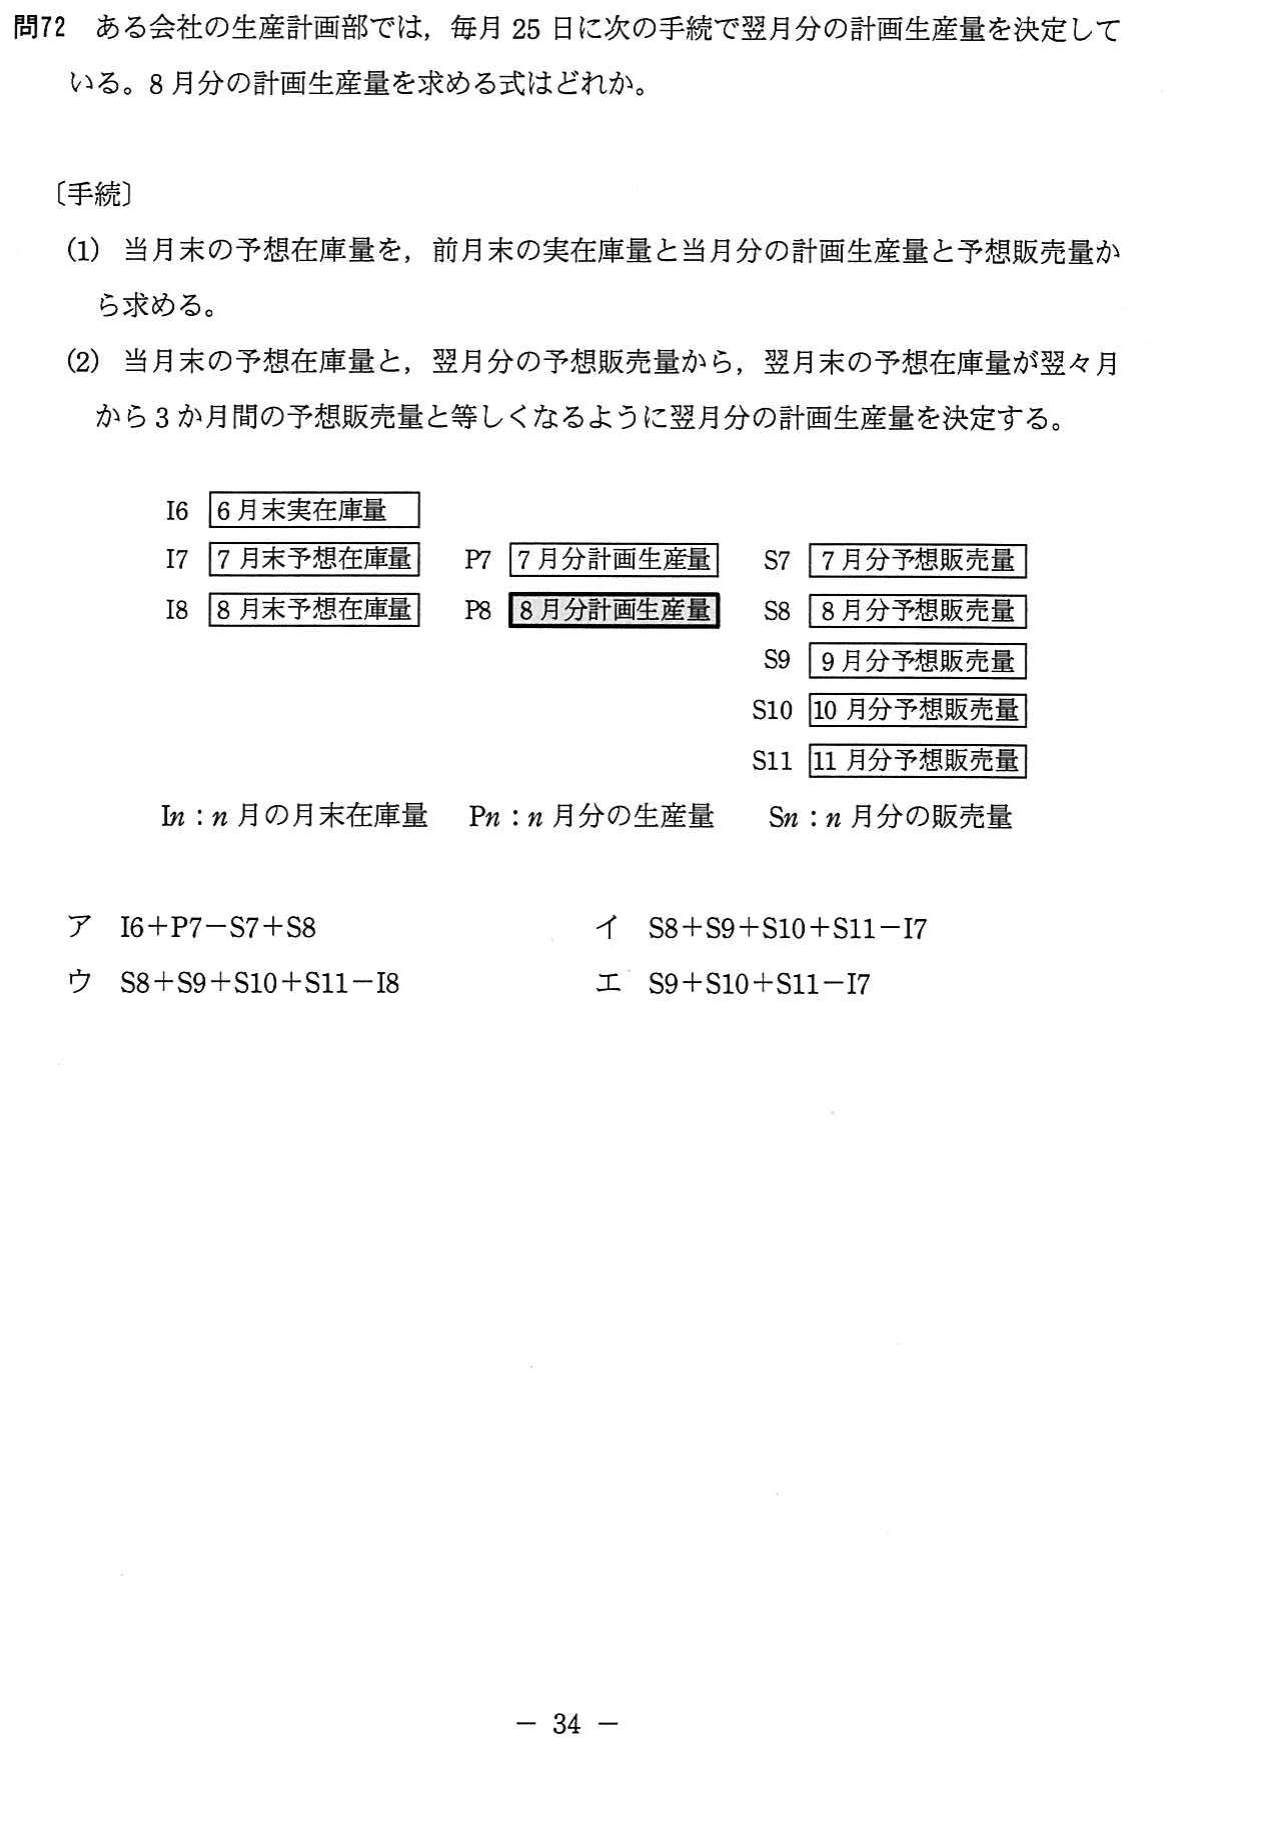 問72 ある会社の生産計画部では，毎月 25 日に次の手続で翌月分の計画生産量を決定して
いる。8 月分の計画生産量を求める式はどれか。
〔手続〕
(1) 当月末の予想在庫量を，前月末の実在庫量と当月分の計画生産量と予想販売量か
ら求める。
(2) 当月末の予想在庫量と，翌月分の予想販売量から，翌月末の予想在庫量が翌々月
から 3 か月間の予想販売量と等しくなるように翌月分の計画生産量を決定する。
I6 6 月末実在庫量
I7 7 月末予想在庫量 P7 7 月分計画生産量 S7 7 月分予想販売量
I8 8 月末予想在庫量 P8 8 月分計画生産量 S8 8 月分予想販売量
S9 9 月分予想販売量
S10 10 月分予想販売量
S11 11 月分予想販売量
In：n 月の月末在庫量 Pn：n 月分の生産量 Sn：n 月分の販売量
ア I6＋P7－S7＋S8 イ S8＋S9＋S10＋S11－I7
ウ S8＋S9＋S10＋S11－I8 エ S9＋S10＋S11－I7
－ 34 －